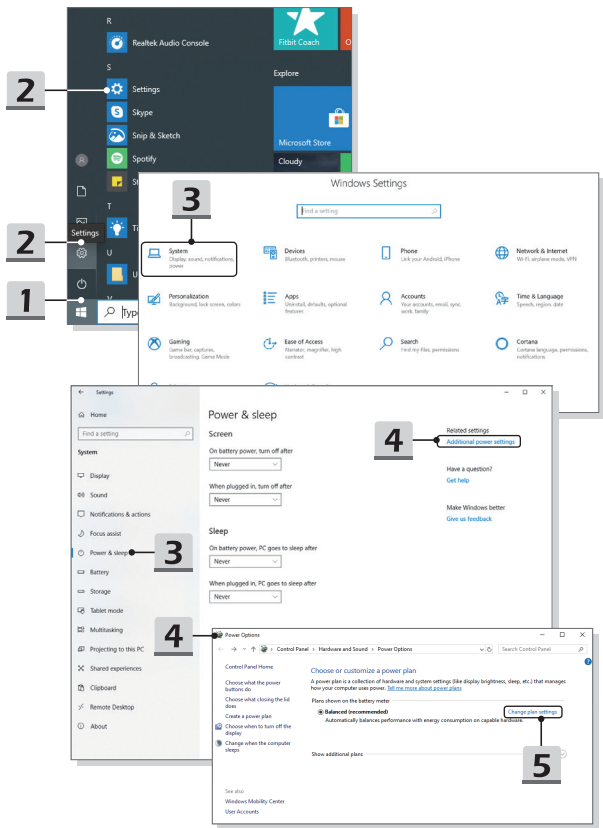 R
Realtek Audio Console
S
2
Settings
Skype
Snip & Sketch
Spotify
T
U
Settings
2
1
Fitbit Coach
Explore
Microsoft Store
Cloudy
Windows Settings
Find a setting
3
System
Display, sound, notifications,
power
Devices
Bluetooth, printers, mouse
Phone
Link your Android, iPhone
Network & Internet
Wi-Fi, airplane mode, VPN
Personalization
Background, lock screen, colors
Apps
Uninstall, defaults, optional
features
Accounts
Your accounts, email, sync,
work, family
Time & Language
Speech, region, date
Gaming
Game bar, captures,
broadcasting, Game Mode
Ease of Access
Narrator, magnifier, high
contrast
Search
Find my files, permissions
Cortana
Cortana language, permissions,
notifications
Settings
Home
Find a setting
System
Display
Sound
Notifications & actions
Focus assist
Power & sleep
3
Battery
Storage
Tablet mode
Multitasking
Projecting to this PC
Shared experiences
Clipboard
Remote Desktop
About
Power & sleep
Screen
On battery power, turn off after
Never
When plugged in, turn off after
Never
Sleep
On battery power, PC goes to sleep after
Never
When plugged in, PC goes to sleep after
Never
4
Related settings
Additional power settings
Have a question?
Get help
Make Windows better
Give us feedback
4
Power Options
Control Panel > Hardware and Sound > Power Options
Search Control Panel
Control Panel Home
Choose what the power
buttons do
Choose what closing the lid
does
Create a power plan
Choose when to turn off the
display
Change when the computer
sleeps
See also
Windows Mobility Center
User Accounts
Choose or customize a power plan
A power plan is a collection of hardware and system settings (like display brightness, sleep, etc.) that manages
how your computer uses power. Tell me more about power plans
Plans shown on the battery meter
Balanced (recommended)
Change plan settings
Automatically balances performance with energy consumption on capable hardware.
Show additional plans
5